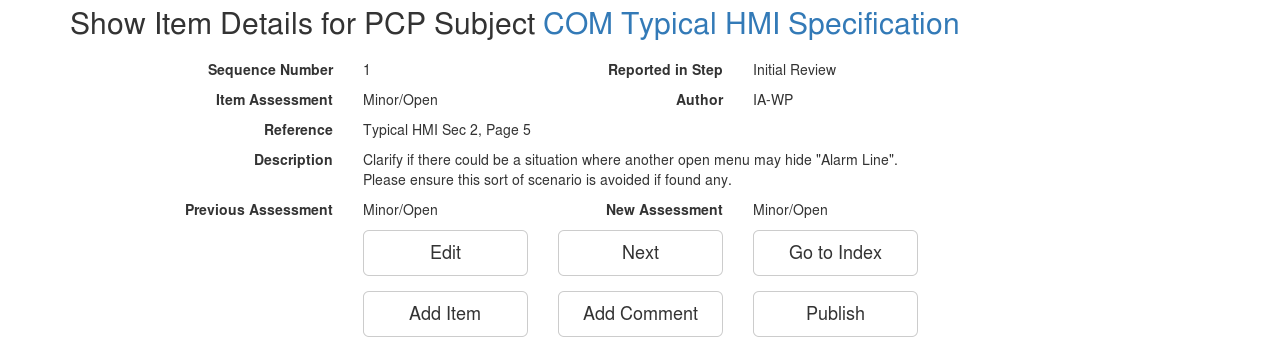 Show Item Details for PCP Subject COM Typical HMI Specification
Sequence Number 1 Reported in Step Initial Review
Item Assessment Minor/Open Author IA-WP
Reference Typical HMI Sec 2, Page 5
Description Clarify if there could be a situation where another open menu may hide "Alarm Line".
Please ensure this sort of scenario is avoided if found any.
Previous Assessment Minor/Open New Assessment Minor/Open
Edit Next Go to Index
Add Item Add Comment Publish